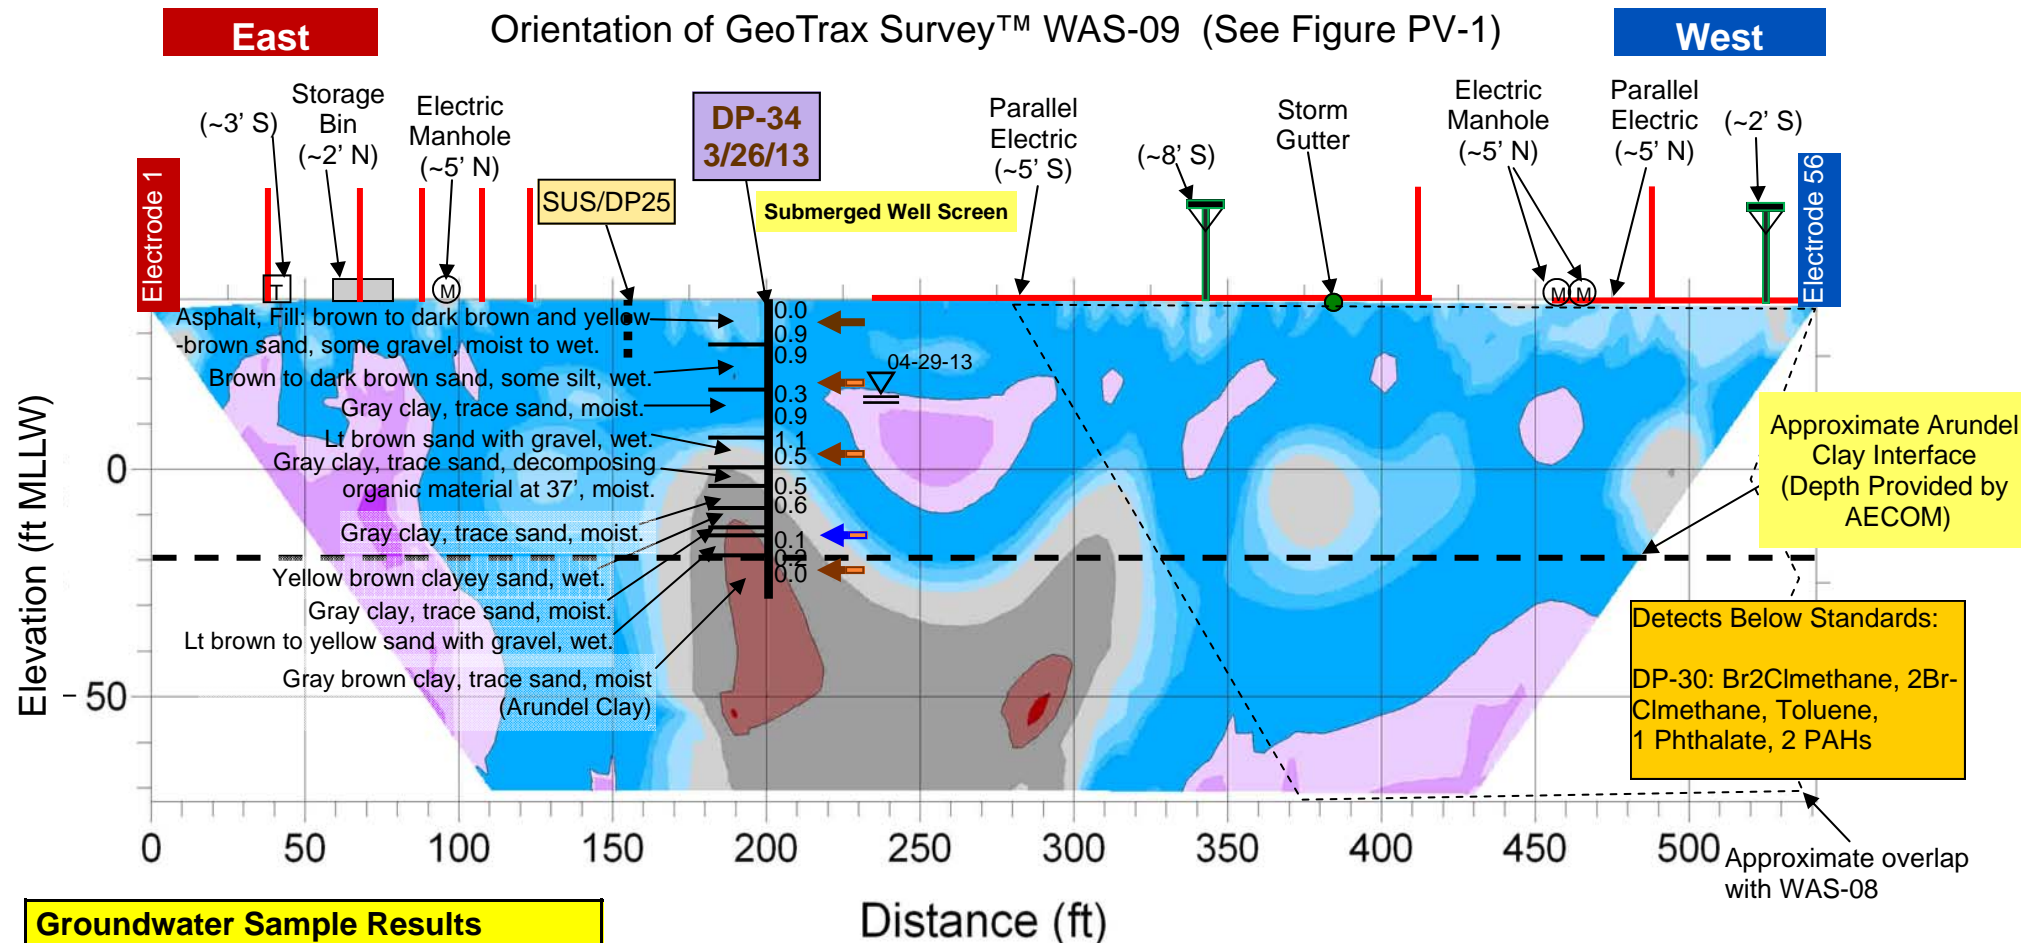 Orientation of GeoTrax Survey™ WAS-09 (See Figure PV-1)
East
West
(~3' S)
Storage
Bin
(~2' N)
Electric
Manhole
(~5' N)
SUS/DP25
DP-34
3/26/13
Submerged Well Screen
Parallel
Electric
(~5' S)
(~8' S)
Storm
Gutter
Electric
Manhole
(~5' N)
Parallel
Electric
(~5' N)
(~2' S)
Electrode 1
Electrode 56
T
M
M
M
Asphalt, Fill: brown to dark brown and yellow
-brown sand, some gravel, moist to wet.
Brown to dark brown sand, some silt, wet.
Gray clay, trace sand, moist.
Lt brown sand with gravel, wet.
Gray clay, trace sand, decomposing
organic material at 37', moist.
Gray clay, trace sand, moist.
Yellow brown clayey sand, wet.
Gray clay, trace sand, moist.
Lt brown to yellow sand with gravel, wet.
Gray brown clay, trace sand, moist
(Arundel Clay)
0.0
0.9
0.9
0.3
0.9
1.1
0.5
0.5
0.6
0.1
0.2
0.0
04-29-13
Approximate Arundel
Clay Interface
(Depth Provided by
AECOM)
Detects Below Standards:
DP-30: Br2Clmethane, 2Br-
Clmethane, Toluene,
1 Phthalate, 2 PAHs
Approximate overlap
with WAS-08
Elevation (ft MLLW)
0
-50
0
50
100
150
200
250
300
350
400
450
500
Distance (ft)
Groundwater Sample Results